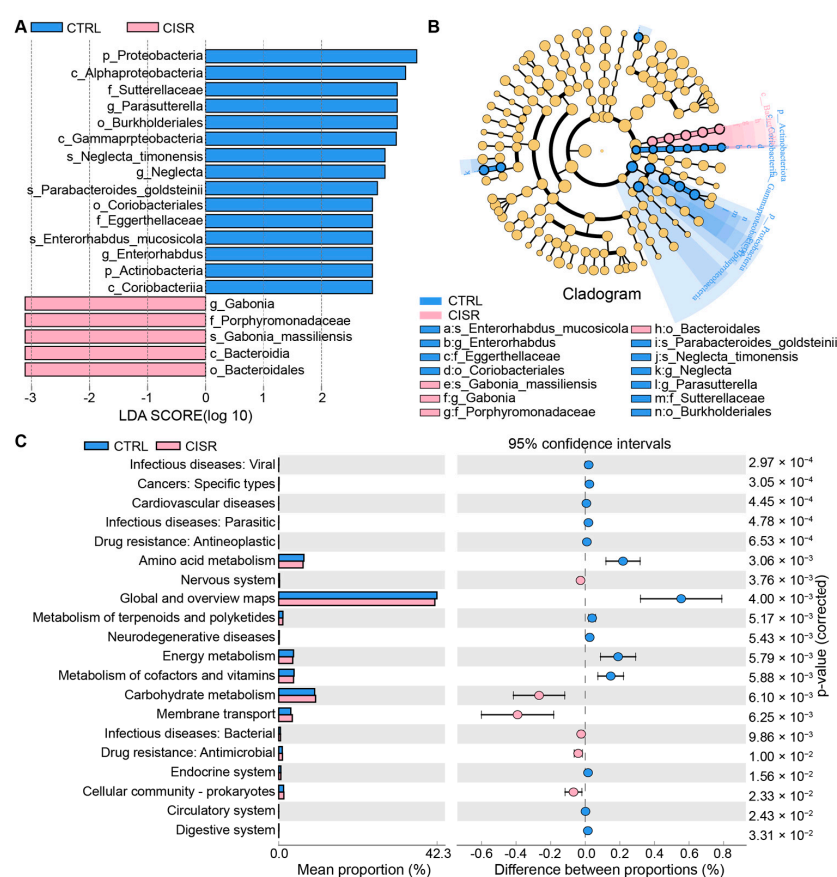 A
CTRL CISR
p_Proteobacteria
c_Alphaproteobacteria
f_Sutterellaceae
g_Parasutterella
o_Burkholderiales
c_Gammaprpteobacteria
s_Neglecta_timonensis
g_Neglecta
s_Parabacteroides_goldsteinii
o_Coriobacteriales
f_Eggerthellaceae
s_Enterorhabdus_mucosicola
g_Enterorhabdus
p_Actinobacteria
c_Coriobacteriia
g_Gabonia
f_Porphyromonadaceae
s_Gabonia_massiliensis
c_Bacteroidia
o_Bacteroidales
-3 -2 -1 0 1 2
LDA SCORE(log 10)
B
p_Actinobacteriota
c_Coriobacteriia
c_Gammaproteobacteria
p_Proteobacteria
c_Alphaproteobacteria
Cladogram
CTRL
CISR
a:s_Enterorhabdus_mucosicola
b:g_Enterorhabdus
c:f_Eggerthellaceae
d:o_Coriobacteriales
e:s_Gabonia_massiliensis
f:g_Gabonia
g:f_Porphyromonadaceae
h:o_Bacteroidales
i:s_Parabacteroides_goldsteinii
j:s_Neglecta_timonensis
k:g_Neglecta
l:g_Parasutterella
m:f_Sutterellaceae
n:o_Burkholderiales
C
CTRL CISR
95% confidence intervals
Infectious diseases: Viral 2.97 × 10⁻⁴
Cancers: Specific types 3.05 × 10⁻⁴
Cardiovascular diseases 4.45 × 10⁻⁴
Infectious diseases: Parasitic 4.78 × 10⁻⁴
Drug resistance: Antineoplastic 6.53 × 10⁻⁴
Amino acid metabolism 3.06 × 10⁻³
Nervous system 3.76 × 10⁻³
Global and overview maps 4.00 × 10⁻³
Metabolism of terpenoids and polyketides 5.17 × 10⁻³
Neurodegenerative diseases 5.43 × 10⁻³
Energy metabolism 5.79 × 10⁻³
Metabolism of cofactors and vitamins 5.88 × 10⁻³
Carbohydrate metabolism 6.10 × 10⁻³
Membrane transport 6.25 × 10⁻³
Infectious diseases: Bacterial 9.86 × 10⁻³
Drug resistance: Antimicrobial 1.00 × 10⁻²
Endocrine system 1.56 × 10⁻²
Cellular community - prokaryotes 2.33 × 10⁻²
Circulatory system 2.43 × 10⁻²
Digestive system 3.31 × 10⁻²
p-value (corrected)
0.0 42.3
Mean proportion (%)
-0.6 -0.4 -0.2 0.0 0.2 0.4 0.6 0.8
Difference between proportions (%)